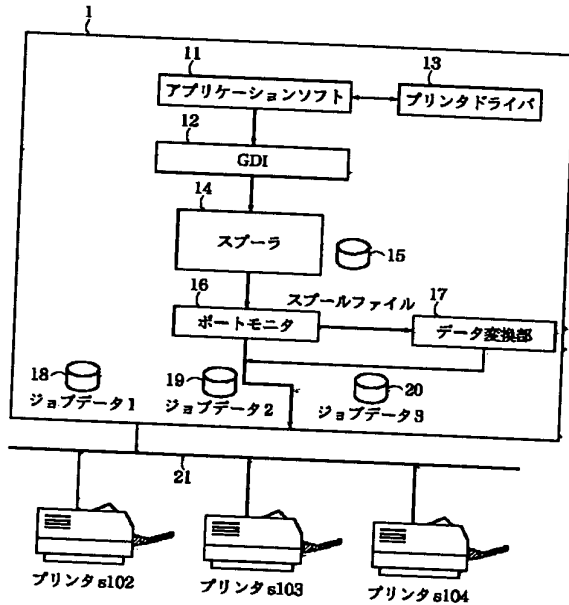 1
11
アプリケーションソフト
13
プリンタドライバ
12
GDI
14
スプーラ
15
16
ポートモニタ
スプールファイル
17
データ変換部
18
ジョブデータ1
19
ジョブデータ2
20
ジョブデータ3
21
プリンタs102
プリンタs103
プリンタs104